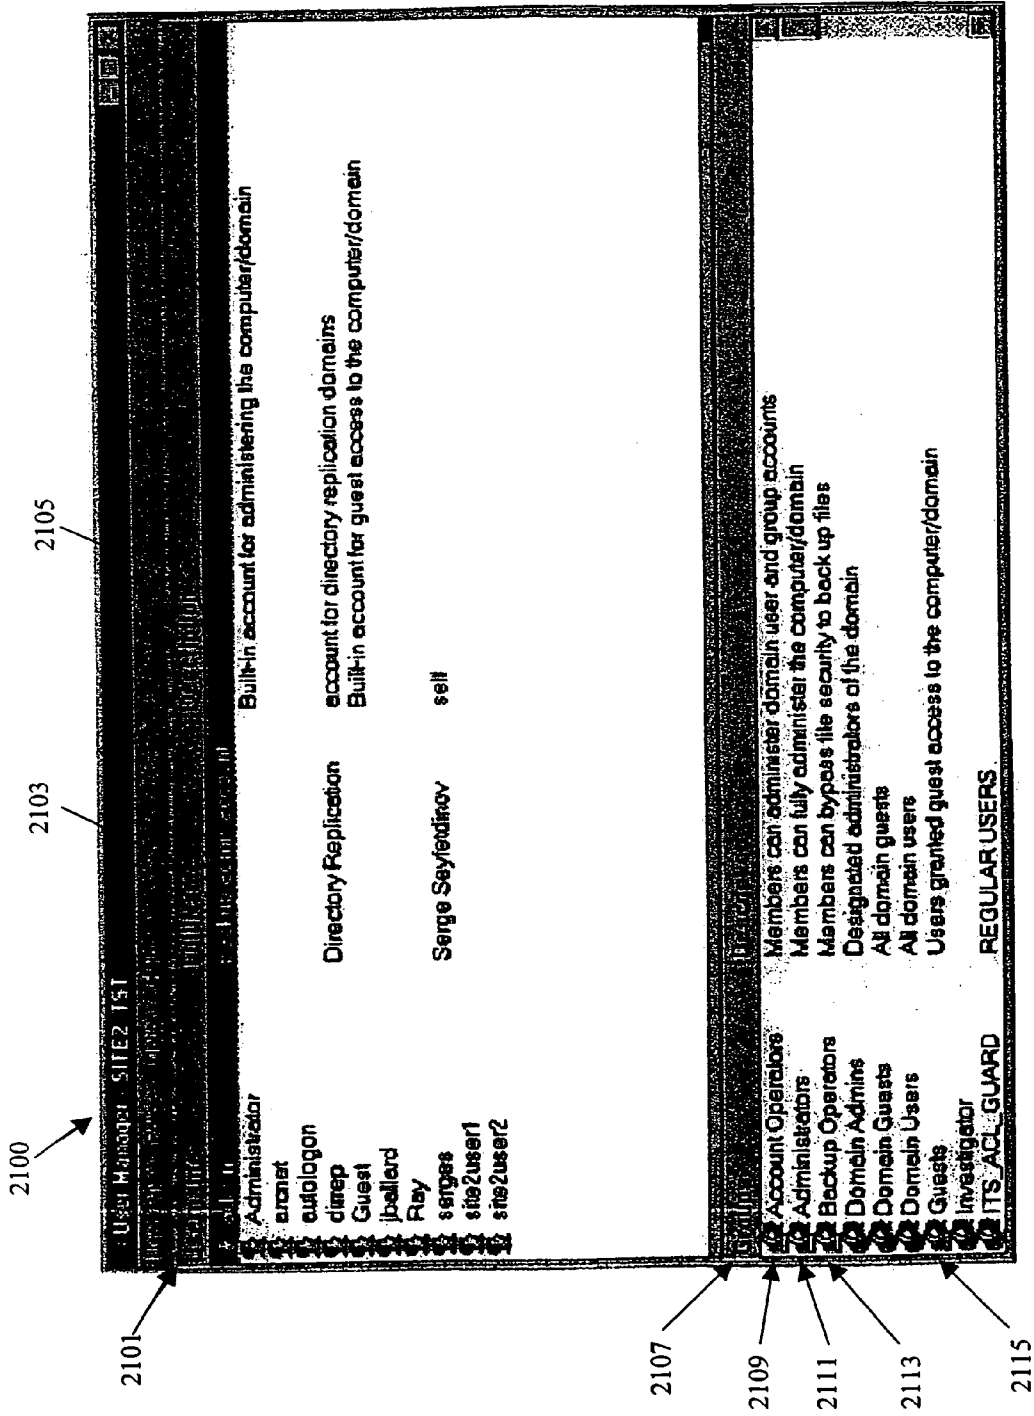 2100
2103
2105
2101
User Manager SITE2 TST
Administrator Built-in account for administering the computer/domain
arcnet
autologon
dirrep Directory Replication account for directory replication domains
Guest Built-in account for guest access to the computer/domain
jballard
Ray
serges Serge Seyfetdinov self
site2user1
site2user2
2107
Groups
2109
Account Operators Members can administer domain user and group accounts
2111
Administrators Members can fully administer the computer/domain
2113
Backup Operators Members can bypass file security to back up files
Domain Admins Designated administrators of the domain
Domain Guests All domain guests
Domain Users All domain users
2115
Guests Users granted guest access to the computer/domain
Investigator
ITS_ACL_GUARD REGULAR USERS